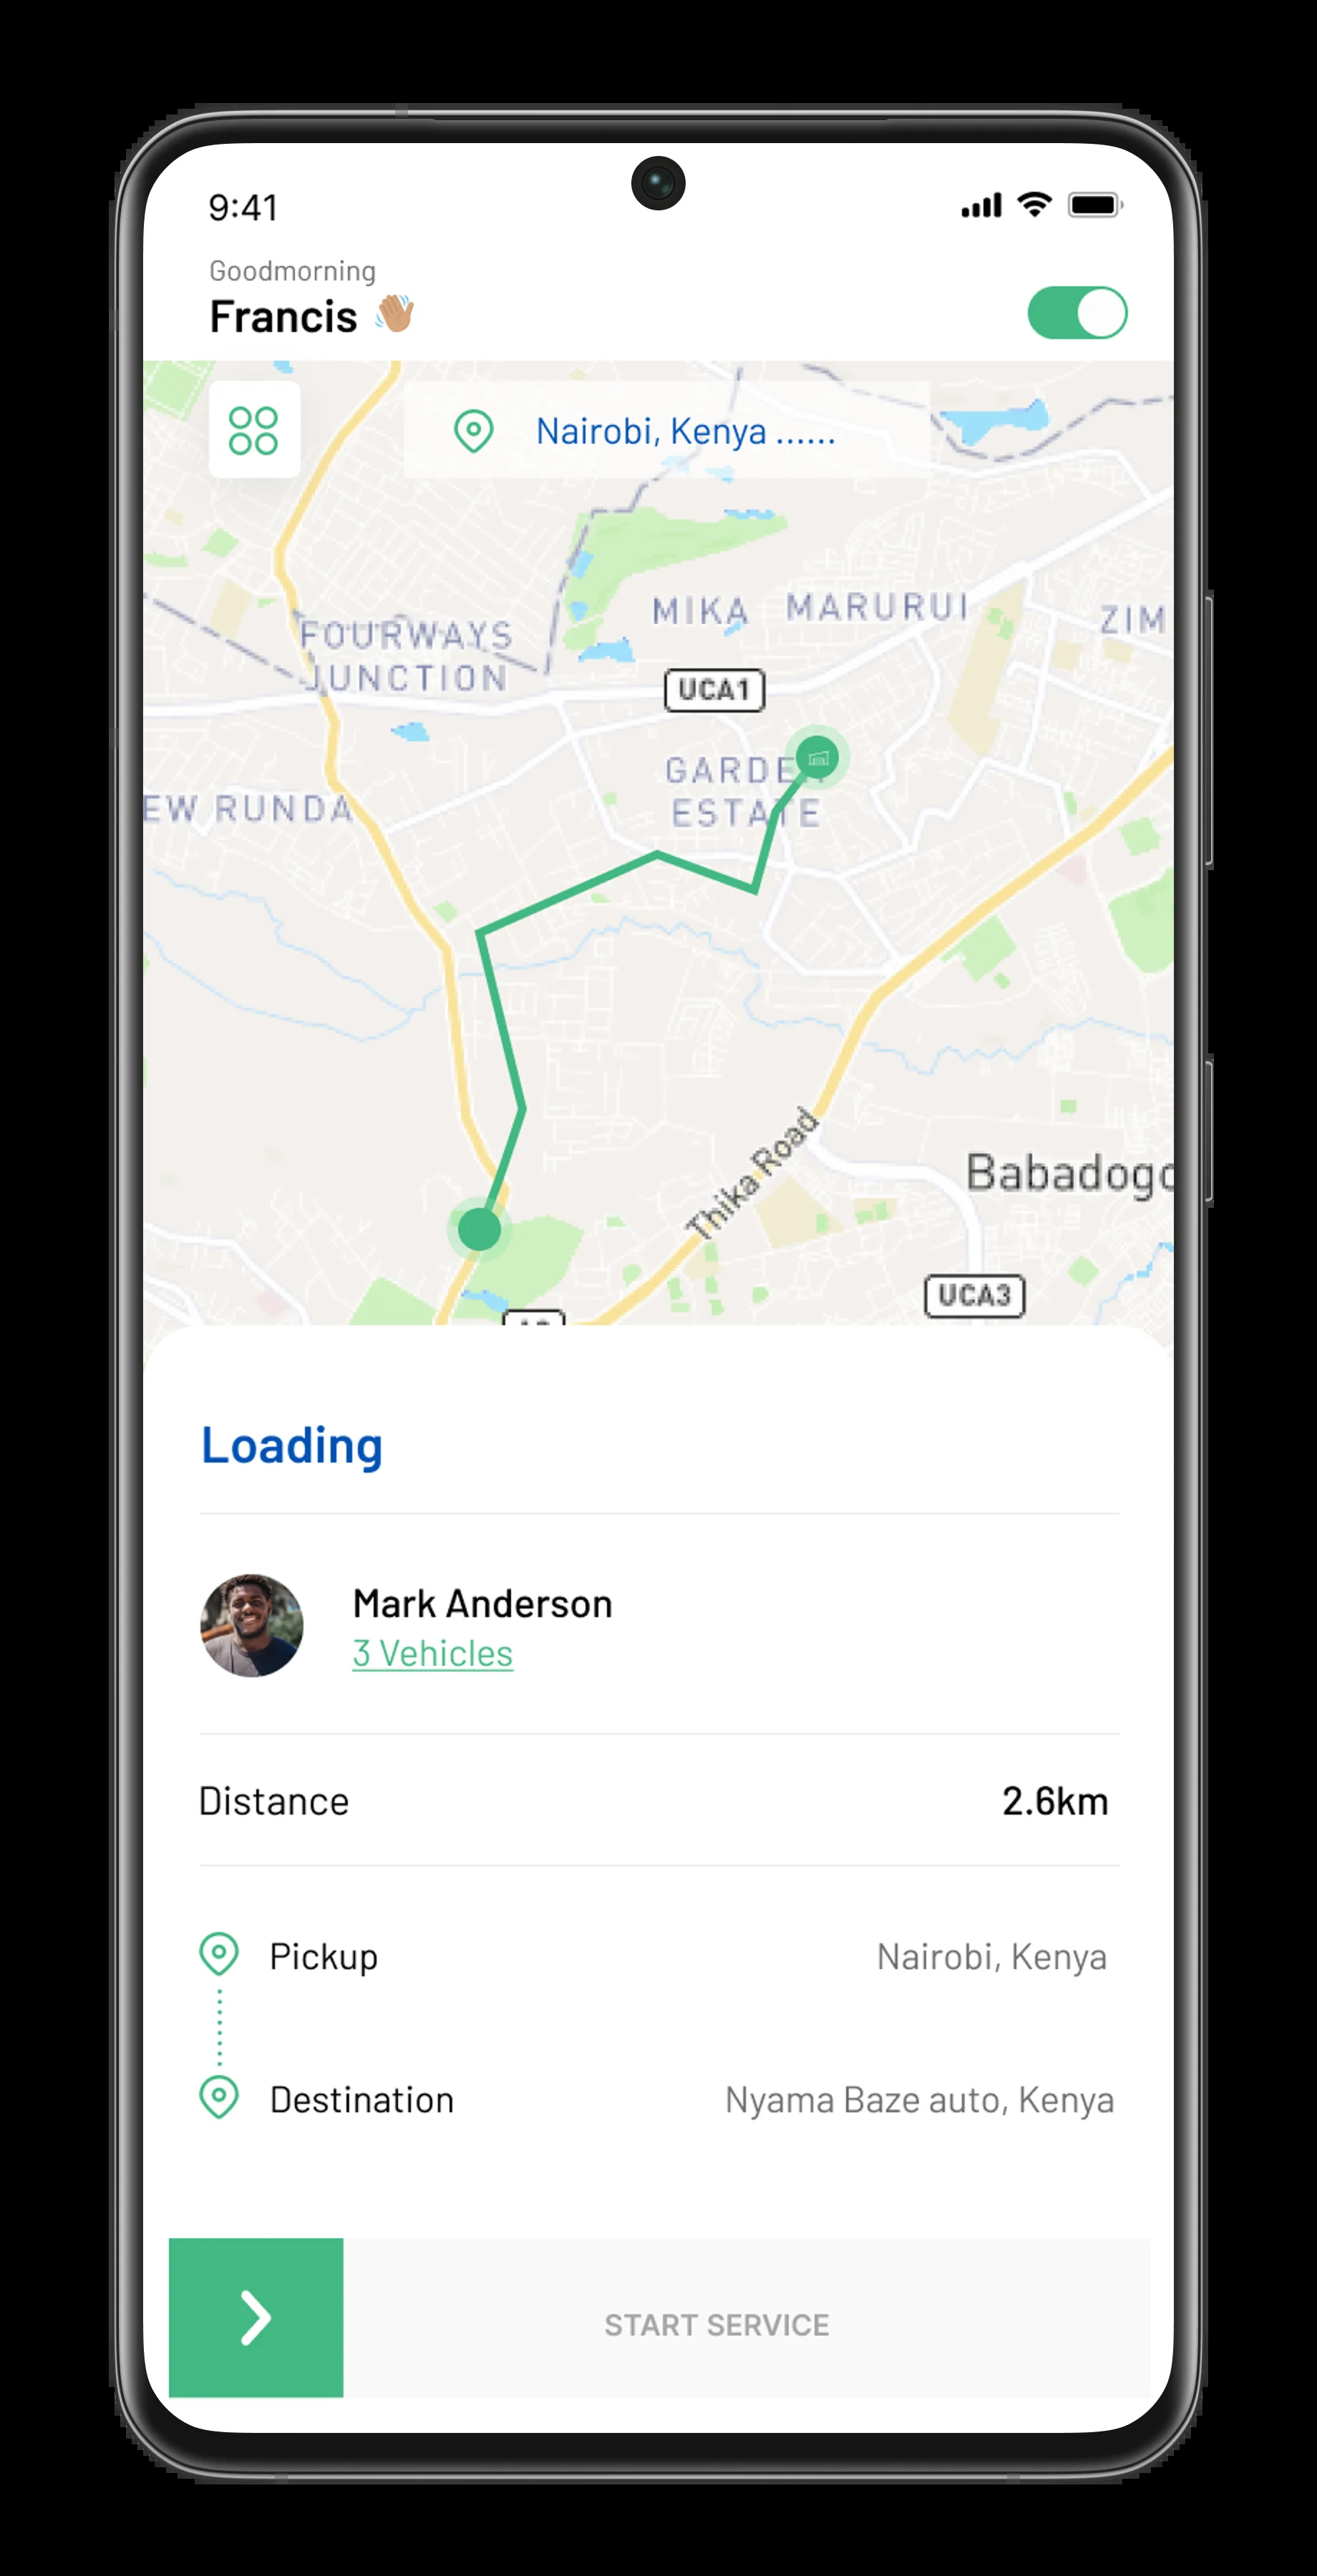 9:41
Goodmorning
Francis 👋🏽
Nairobi, Kenya ......
MIKA
MARURUI
ZIM
FOURWAYS
JUNCTION
UCA1
GARDE
ESTATE
EW RUNDA
Thika Road
Babadogo
UCA3
Loading
Mark Anderson
3 Vehicles
Distance
2.6km
Pickup
Nairobi, Kenya
Destination
Nyama Baze auto, Kenya
START SERVICE